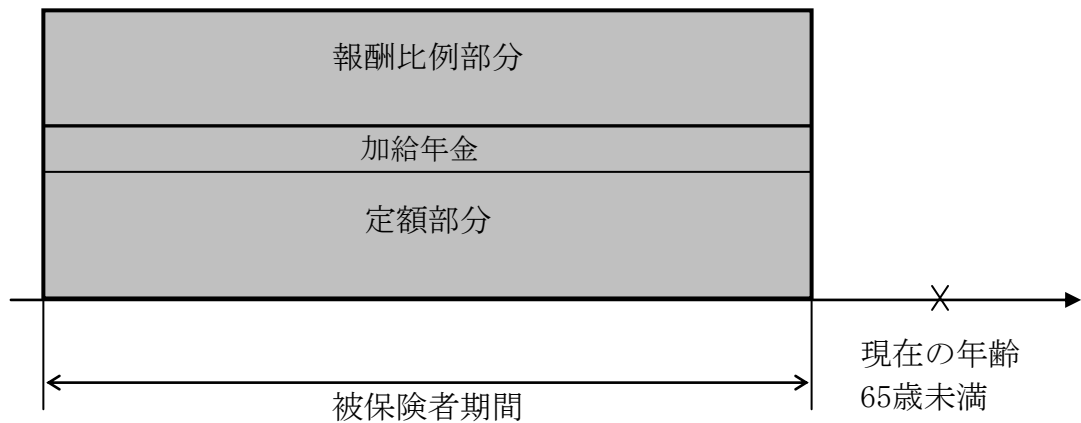 報酬比例部分
加給年金
定額部分
現在の年齢
65歳未満
被保険者期間